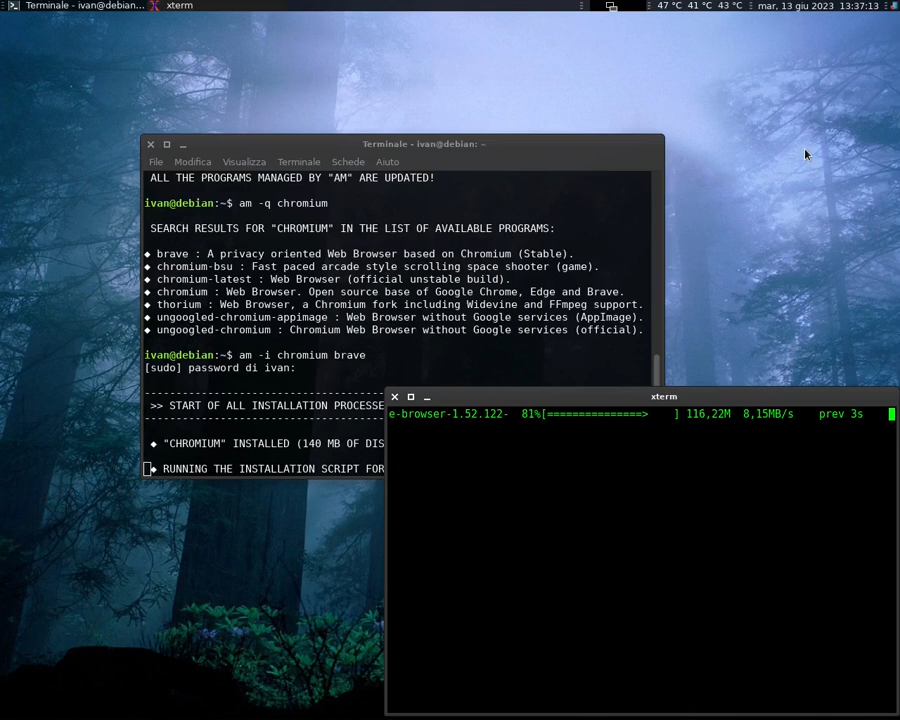 Terminale - ivan@debian... xterm 47 °C 41 °C 43 °C mar, 13 giu 2023 13:37:13
Terminale - ivan@debian: ~
File Modifica Visualizza Terminale Schede Aiuto
ALL THE PROGRAMS MANAGED BY "AM" ARE UPDATED!
ivan@debian:~$ am -q chromium
SEARCH RESULTS FOR "CHROMIUM" IN THE LIST OF AVAILABLE PROGRAMS:
◆ brave : A privacy oriented Web Browser based on Chromium (Stable).
◆ chromium-bsu : Fast paced arcade style scrolling space shooter (game).
◆ chromium-latest : Web Browser (official unstable build).
◆ chromium : Web Browser. Open source base of Google Chrome, Edge and Brave.
◆ thorium : Web Browser, a Chromium fork including Widevine and FFmpeg support.
◆ ungoogled-chromium-appimage : Web Browser without Google services (AppImage).
◆ ungoogled-chromium : Chromium Web Browser without Google services (official).
ivan@debian:~$ am -i chromium brave
[sudo] password di ivan:
--------------------------------------
>> START OF ALL INSTALLATION PROCESSE
--------------------------------------
◆ "CHROMIUM" INSTALLED (140 MB OF DIS
◆ RUNNING THE INSTALLATION SCRIPT FOR
xterm
e-browser-1.52.122- 81%[===============> ] 116,22M 8,15MB/s prev 3s